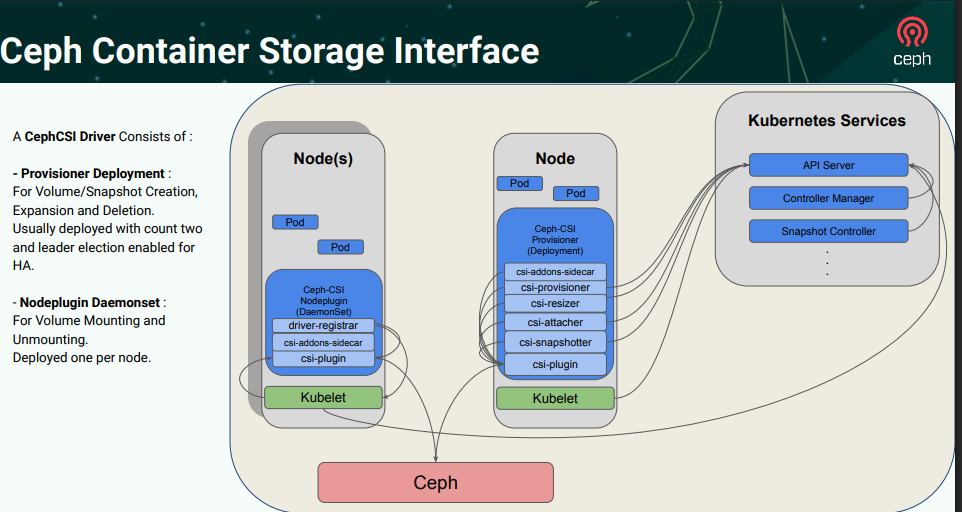 Ceph Container Storage Interface
ceph
A CephCSI Driver Consists of :
- Provisioner Deployment :
For Volume/Snapshot Creation,
Expansion and Deletion.
Usually deployed with count two
and leader election enabled for
HA.
- Nodeplugin Daemonset :
For Volume Mounting and
Unmounting.
Deployed one per node.
Node(s)
Pod
Pod
Ceph-CSI
Nodeplugin
(DaemonSet)
driver-registrar
csi-addons-sidecar
csi-plugin
Kubelet
Node
Pod
Pod
Ceph-CSI
Provisioner
(Deployment)
csi-addons-sidecar
csi-provisioner
csi-resizer
csi-attacher
csi-snapshotter
csi-plugin
Kubelet
Kubernetes Services
API Server
Controller Manager
Snapshot Controller
.
.
.
Ceph